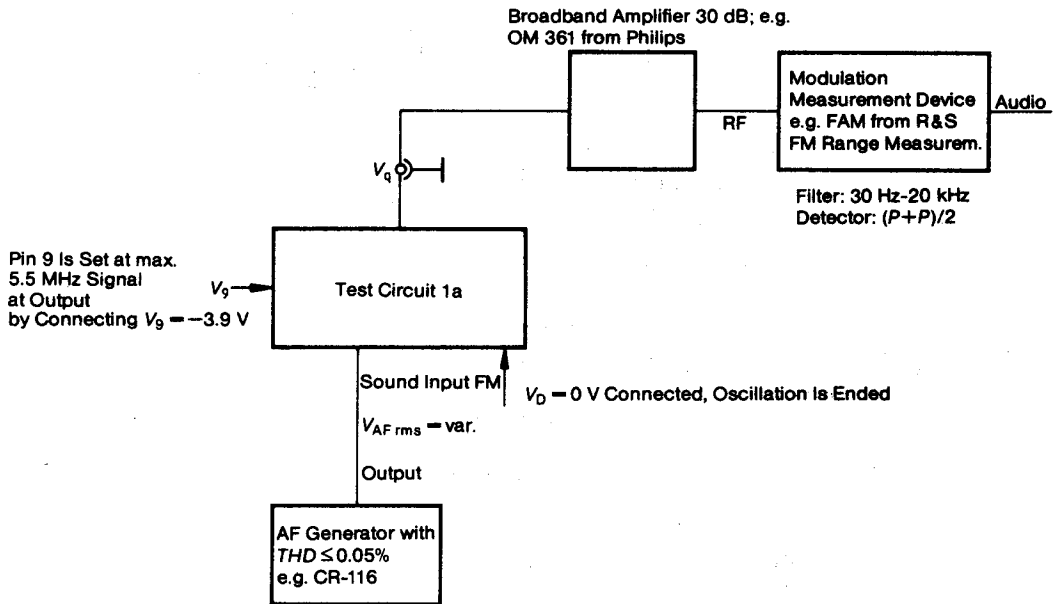 Broadband Amplifier 30 dB; e.g.
OM 361 from Philips
Modulation
Measurement Device
e.g. FAM from R&S
FM Range Measurem.
Audio
RF
Filter: 30 Hz-20 kHz
Detector: (P+P)/2
Vq
Pin 9 Is Set at max.
5.5 MHz Signal
at Output
by Connecting V9 = −3.9 V
V9
Test Circuit 1a
Sound Input FM
VD = 0 V Connected, Oscillation Is Ended
VAF rms = var.
Output
AF Generator with
THD ≤ 0.05%
e.g. CR-116